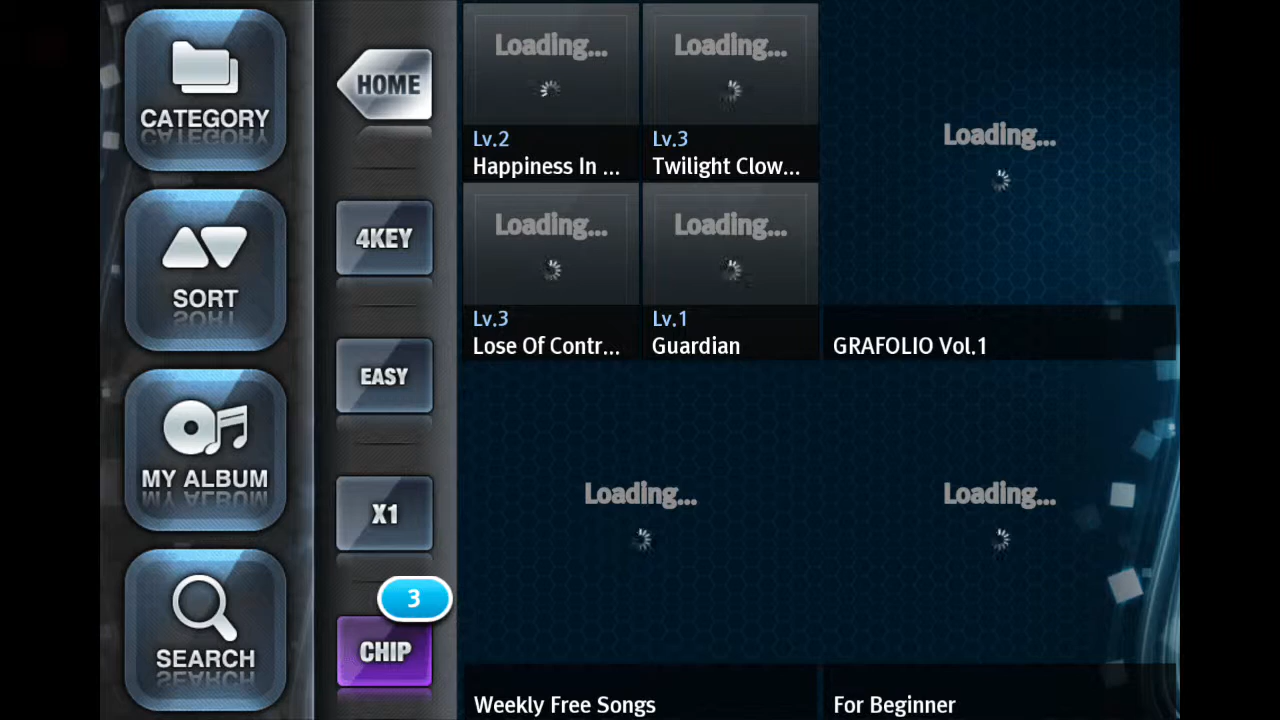 CATEGORY
SORT
MY ALBUM
SEARCH
HOME
4KEY
EASY
X1
3
CHIP
Loading...
Lv.2
Happiness In ...
Loading...
Lv.3
Twilight Clow...
Loading...
Lv.3
Lose Of Contr...
Loading...
Lv.1
Guardian
Loading...
GRAFOLIO Vol.1
Loading...
Weekly Free Songs
Loading...
For Beginner